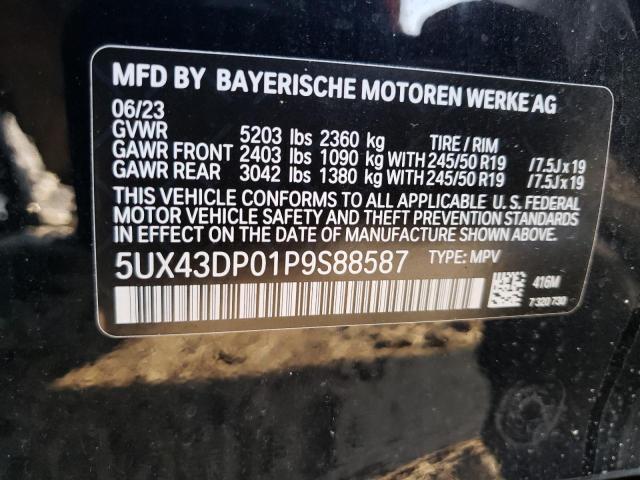 MFD BY BAYERISCHE MOTOREN WERKE AG
06/23
GVWR 5203 lbs 2360 kg TIRE / RIM
GAWR FRONT 2403 lbs 1090 kg WITH 245/50 R19 /7.5J x 19
GAWR REAR 3042 lbs 1380 kg WITH 245/50 R19 /7.5J x 19
THIS VEHICLE CONFORMS TO ALL APPLICABLE U. S. FEDERAL
MOTOR VEHICLE SAFETY AND THEFT PREVENTION STANDARDS
IN EFFECT ON THE DATE OF MANUFACTURE SHOWN ABOVE.
5UX43DP01P9S88587 TYPE: MPV
416M
7 320 730